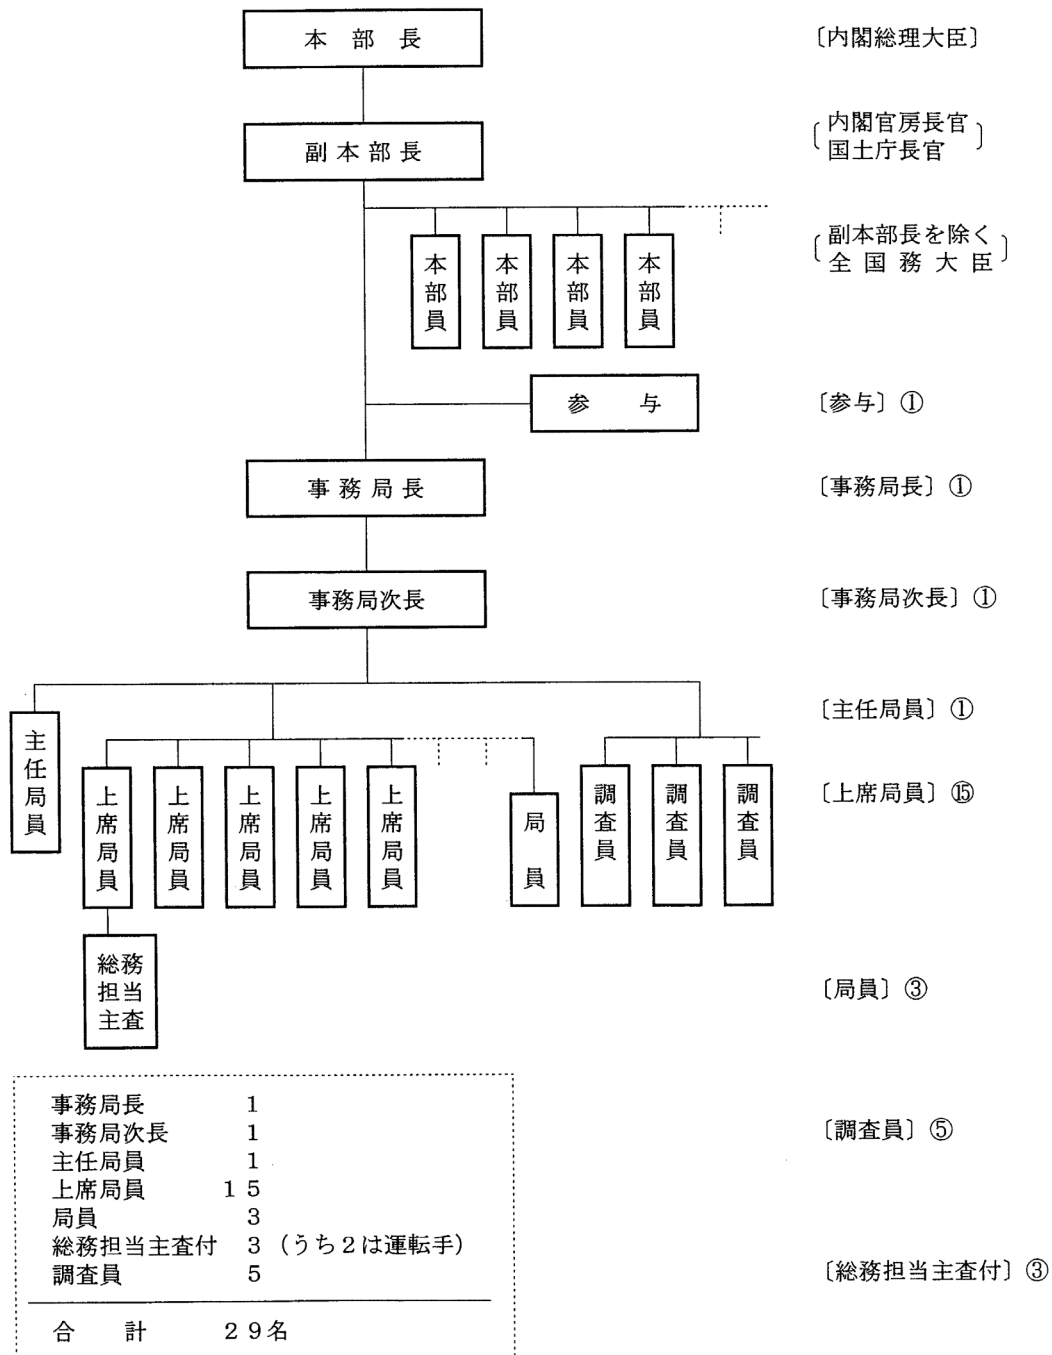 本部長
〔内閣総理大臣〕
副本部長
〔内閣官房長官
国土庁長官〕
本部員
本部員
本部員
本部員
〔副本部長を除く
全国務大臣〕
参与
〔参与〕①
事務局長
〔事務局長〕①
事務局次長
〔事務局次長〕①
主任局員
〔主任局員〕①
上席局員
上席局員
上席局員
上席局員
上席局員
局員
調査員
調査員
調査員
〔上席局員〕⑮
総務
担当
主査
〔局員〕③
事務局長 1
事務局次長 1
主任局員 1
上席局員 15
局員 3
総務担当主査付 3 (うち2は運転手)
調査員 5
合計 29名
〔調査員〕⑤
〔総務担当主査付〕③